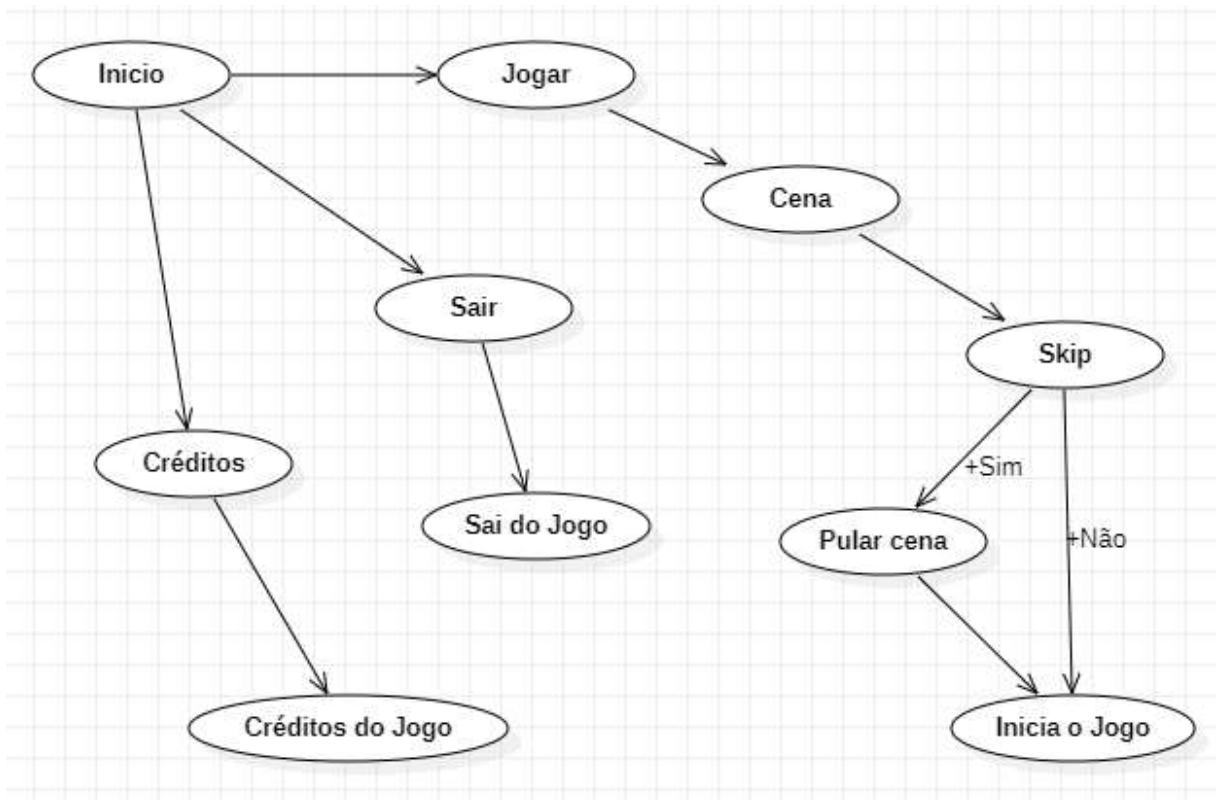 Inicio
Jogar
Cena
Sair
Skip
Créditos
+Sim
Sai do Jogo
Pular cena
+Não
Créditos do Jogo
Inicia o Jogo